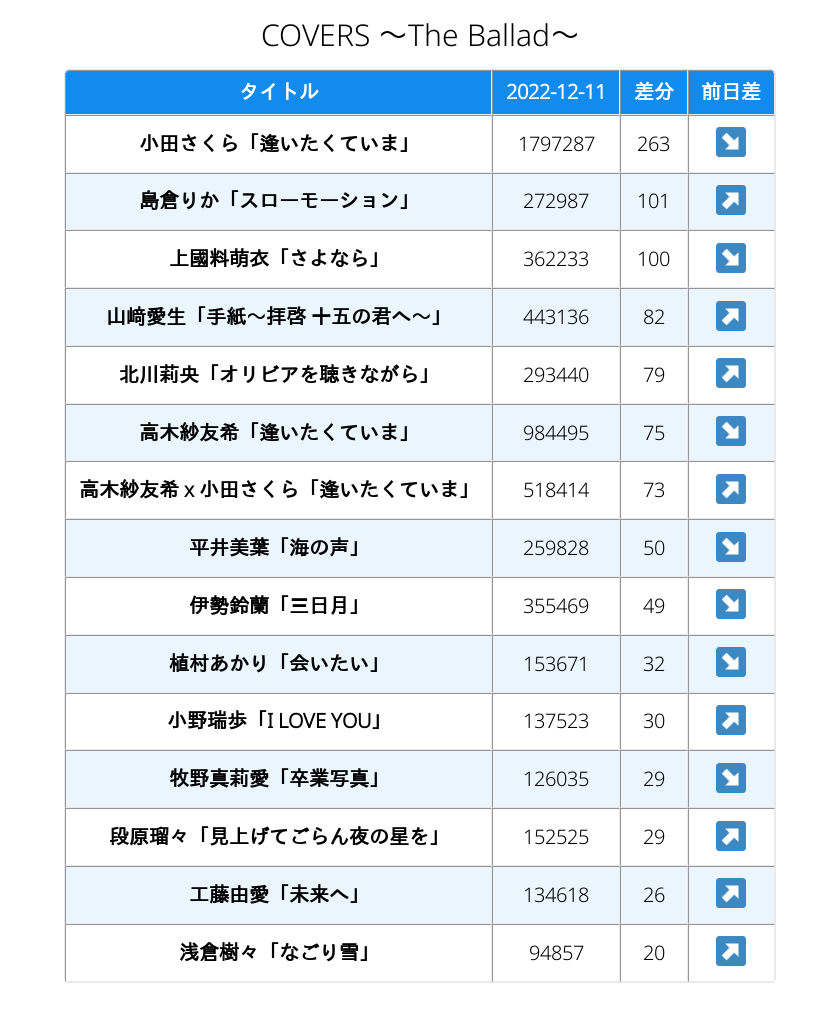 COVERS ～The Ballad～
タイトル 2022-12-11 差分 前日差
小田さくら「逢いたくていま」 1797287 263 ↘
島倉りか「スローモーション」 272987 101 ↗
上國料萌衣「さよなら」 362233 100 ↘
山﨑愛生「手紙～拝啓 十五の君へ～」 443136 82 ↗
北川莉央「オリビアを聴きながら」 293440 79 ↗
高木紗友希「逢いたくていま」 984495 75 ↘
高木紗友希 x 小田さくら「逢いたくていま」 518414 73 ↗
平井美葉「海の声」 259828 50 ↘
伊勢鈴蘭「三日月」 355469 49 ↘
植村あかり「会いたい」 153671 32 ↘
小野瑞歩「I LOVE YOU」 137523 30 ↗
牧野真莉愛「卒業写真」 126035 29 ↘
段原瑠々「見上げてごらん夜の星を」 152525 29 ↗
工藤由愛「未来へ」 134618 26 ↗
浅倉樹々「なごり雪」 94857 20 ↗